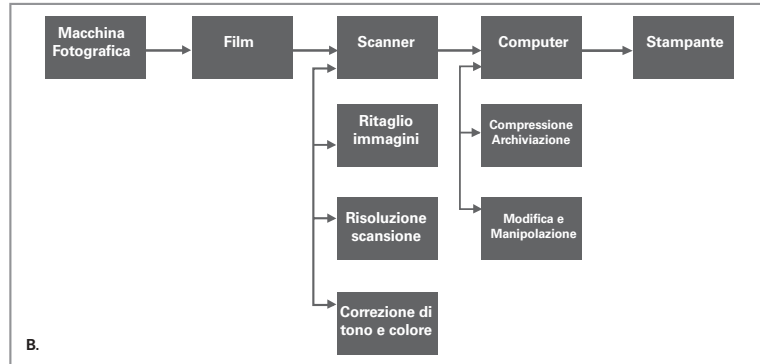 Macchina
Fotografica
Film
Scanner
Computer
Stampante
Ritaglio
immagini
Compressione
Archiviazione
Risoluzione
scansione
Modifica e
Manipolazione
Correzione di
tono e colore
B.